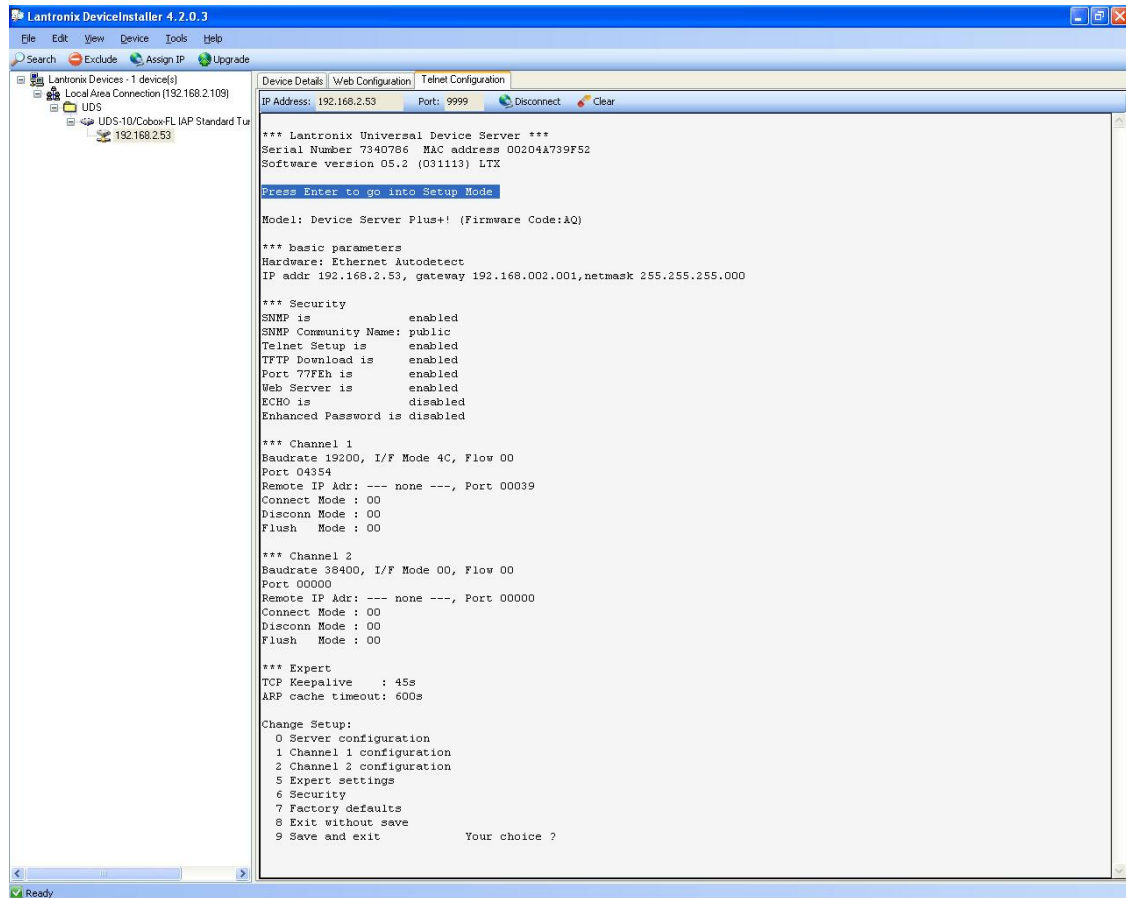 Lantronix DeviceInstaller 4.2.0.3
File Edit View Device Tools Help
Search Exclude Assign IP Upgrade
Lantronix Devices - 1 device(s)
Local Area Connection (192.168.2.109)
UDS
UDS-10/Cobox-FL IAP Standard Tur
192.168.2.53
Device Details Web Configuration Telnet Configuration
IP Address: 192.168.2.53 Port: 9999 Disconnect Clear
*** Lantronix Universal Device Server ***
Serial Number 7340786 MAC address 00204A739F52
Software version 05.2 (031113) LTX
Press Enter to go into Setup Mode
Model: Device Server Plus+! (Firmware Code:AQ)
*** basic parameters
Hardware: Ethernet Autodetect
IP addr 192.168.2.53, gateway 192.168.002.001,netmask 255.255.255.000
*** Security
SNMP is enabled
SNMP Community Name: public
Telnet Setup is enabled
TFTP Download is enabled
Port 77FEh is enabled
Web Server is enabled
ECHO is disabled
Enhanced Password is disabled
*** Channel 1
Baudrate 19200, I/F Mode 4C, Flow 00
Port 04354
Remote IP Adr: --- none ---, Port 00039
Connect Mode : 00
Disconn Mode : 00
Flush Mode : 00
*** Channel 2
Baudrate 38400, I/F Mode 00, Flow 00
Port 00000
Remote IP Adr: --- none ---, Port 00000
Connect Mode : 00
Disconn Mode : 00
Flush Mode : 00
*** Expert
TCP Keepalive : 45s
ARP cache timeout: 600s
Change Setup:
0 Server configuration
1 Channel 1 configuration
2 Channel 2 configuration
5 Expert settings
6 Security
7 Factory defaults
8 Exit without save
9 Save and exit Your choice ?
Ready